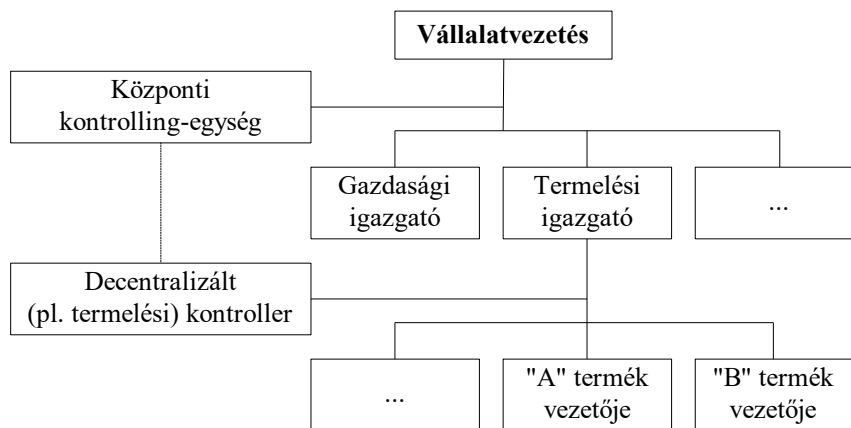 Vállalatvezetés
Központi
kontrolling-egység
Gazdasági
igazgató
Termelési
igazgató
...
Decentralizált
(pl. termelési) kontroller
...
"A" termék
vezetője
"B" termék
vezetője